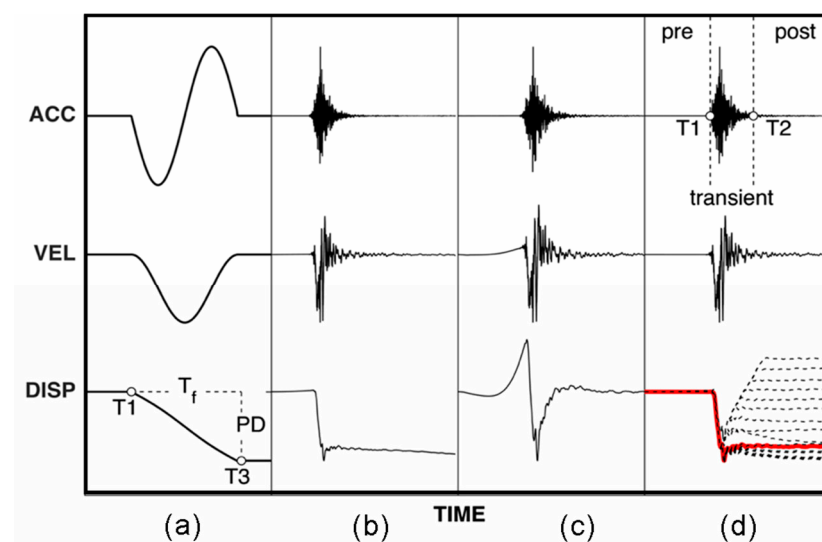 pre post
ACC
T1 T2
transient
VEL
DISP
Tf
T1
PD
T3
TIME
(a) (b) (c) (d)